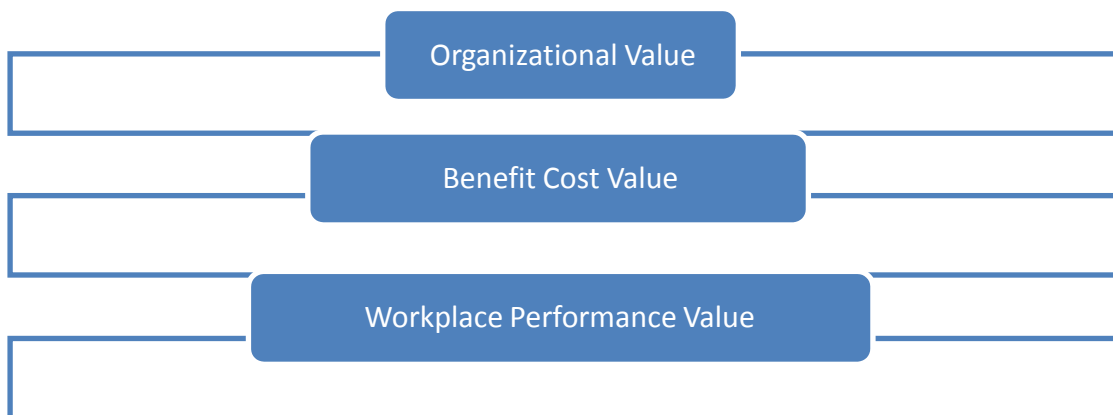 Organizational Value
Benefit Cost Value
Workplace Performance Value